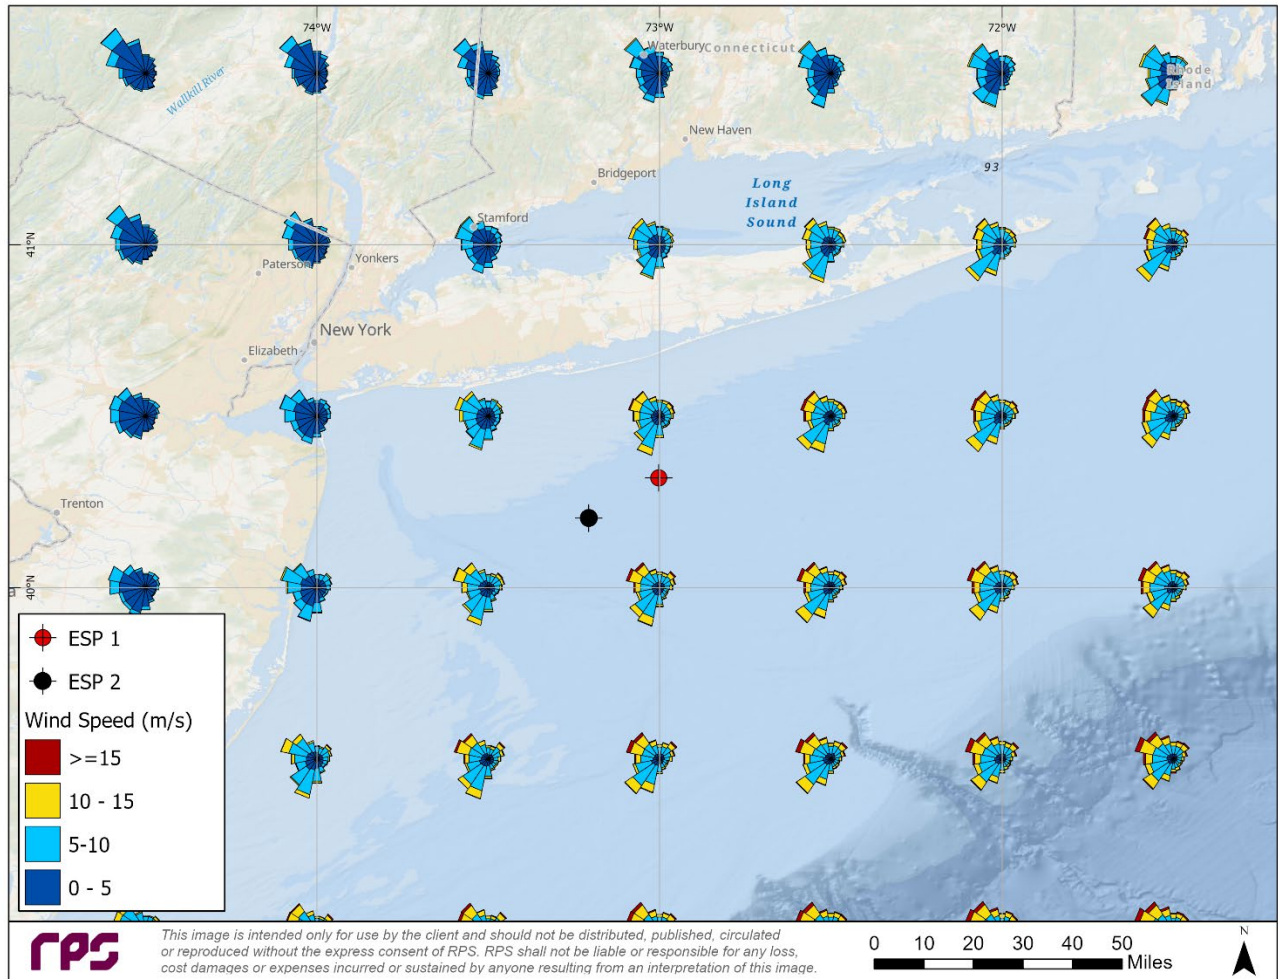 74°W
73°W
72°W
Waterbury
Connecticut
Rhode
Island
Wallkill River
New Haven
93
Bridgeport
Long
Island
Sound
Stamford
41°N
Paterson
Yonkers
New York
Elizabeth
Trenton
40°N
a
ESP 1
ESP 2
Wind Speed (m/s)
>=15
10 - 15
5-10
0 - 5
rps
This image is intended only for use by the client and should not be distributed, published, circulated
or reproduced without the express consent of RPS. RPS shall not be liable or responsible for any loss,
cost damages or expenses incurred or sustained by anyone resulting from an interpretation of this image.
0 10 20 30 40 50
Miles
N